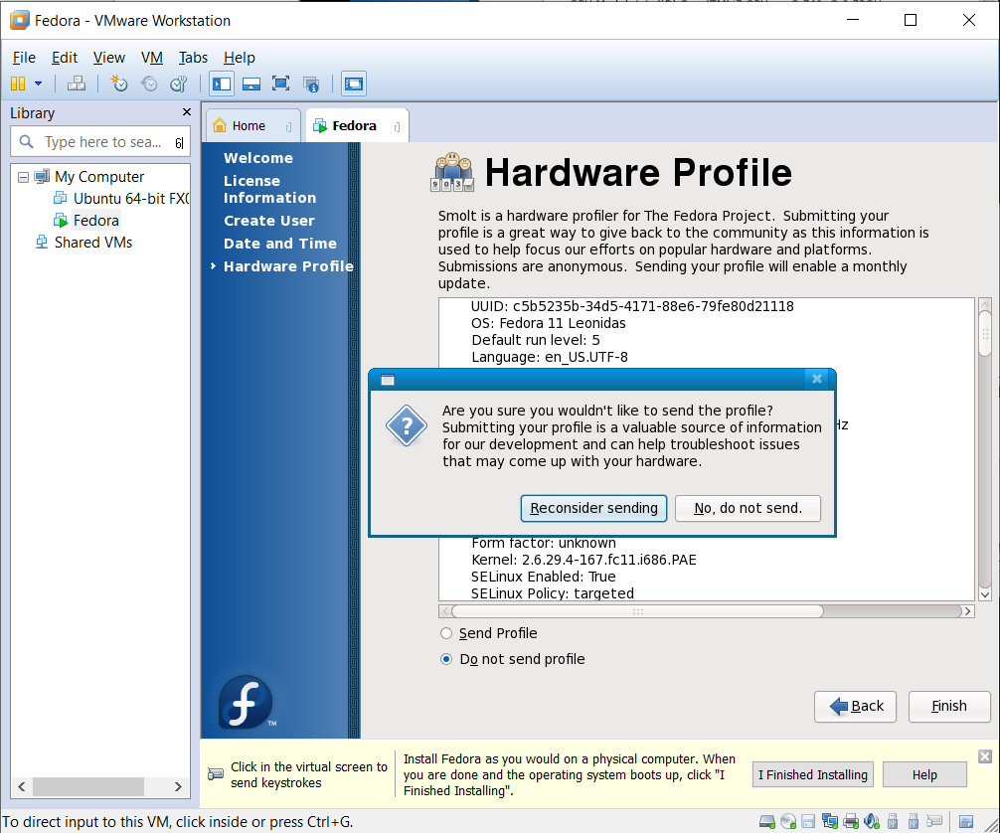 Fedora - VMware Workstation
File Edit View VM Tabs Help
Library
Type here to sea...
My Computer
Ubuntu 64-bit FX(
Fedora
Shared VMs
Home
Fedora
Welcome
License
Information
Create User
Date and Time
Hardware Profile
9 0 3
Hardware Profile
Smolt is a hardware profiler for The Fedora Project. Submitting your
profile is a great way to give back to the community as this information is
used to help focus our efforts on popular hardware and platforms.
Submissions are anonymous. Sending your profile will enable a monthly
update.
UUID: c5b5235b-34d5-4171-88e6-79fe80d21118
OS: Fedora 11 Leonidas
Default run level: 5
Language: en_US.UTF-8
Hz
Are you sure you wouldn't like to send the profile?
Submitting your profile is a valuable source of information
for our development and can help troubleshoot issues
that may come up with your hardware.
Reconsider sending
No, do not send.
Form factor: unknown
Kernel: 2.6.29.4-167.fc11.i686.PAE
SELinux Enabled: True
SELinux Policy: targeted
Send Profile
Do not send profile
Back
Finish
f TM
Click in the virtual screen to
send keystrokes
Install Fedora as you would on a physical computer. When
you are done and the operating system boots up, click "I
Finished Installing".
I Finished Installing
Help
To direct input to this VM, click inside or press Ctrl+G.